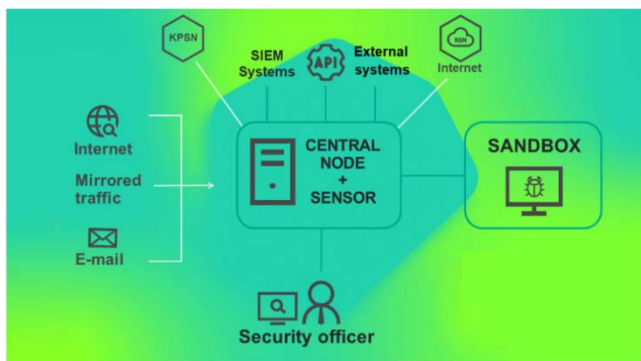 KPSN
SIEM
Systems
API
External
systems
KSN
Internet
Internet
Mirrored
traffic
E-mail
CENTRAL
NODE
+
SENSOR
SANDBOX
Security officer